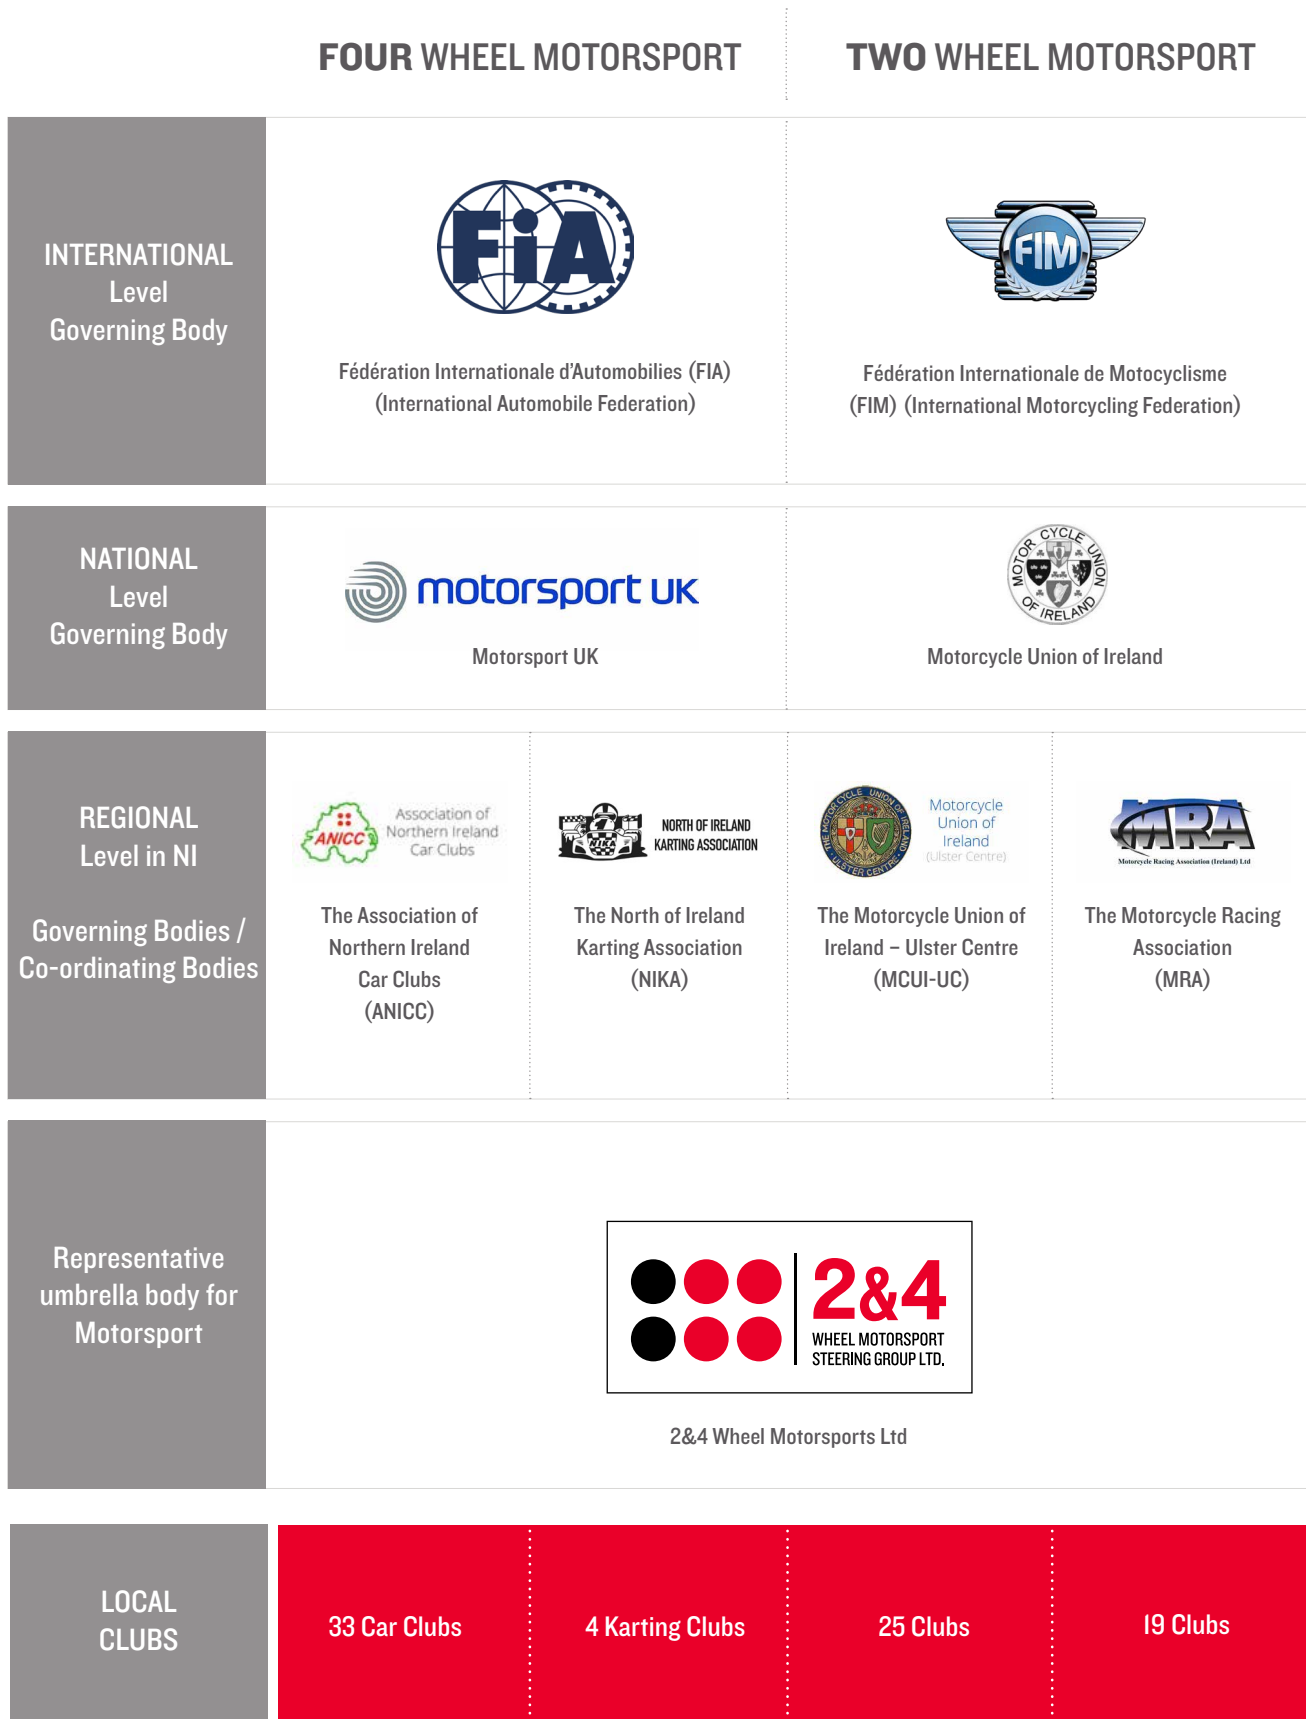 FOUR WHEEL MOTORSPORT
TWO WHEEL MOTORSPORT
INTERNATIONAL
Level
Governing Body
FiA
Fédération Internationale d'Automobilies (FIA)
(International Automobile Federation)
FIM
Fédération Internationale de Motocyclisme
(FIM) (International Motorcycling Federation)
NATIONAL
Level
Governing Body
motorsport UK
Motorsport UK
MOTOR CYCLE UNION
OF IRELAND
Motorcycle Union of Ireland
REGIONAL
Level in NI
Governing Bodies /
Co-ordinating Bodies
ANICC
Association of
Northern Ireland
Car Clubs
The Association of
Northern Ireland
Car Clubs
(ANICC)
NIKA
NORTH OF IRELAND
KARTING ASSOCIATION
The North of Ireland
Karting Association
(NIKA)
THE MOTOR CYCLE UNION OF IRELAND
ULSTER CENTRE
Motorcycle
Union of
Ireland
(Ulster Centre)
The Motorcycle Union of
Ireland – Ulster Centre
(MCUI-UC)
MRA
Motorcycle Racing Association (Ireland) Ltd
The Motorcycle Racing
Association
(MRA)
Representative
umbrella body for
Motorsport
2&4
WHEEL MOTORSPORT
STEERING GROUP LTD.
2&4 Wheel Motorsports Ltd
LOCAL
CLUBS
33 Car Clubs
4 Karting Clubs
25 Clubs
19 Clubs